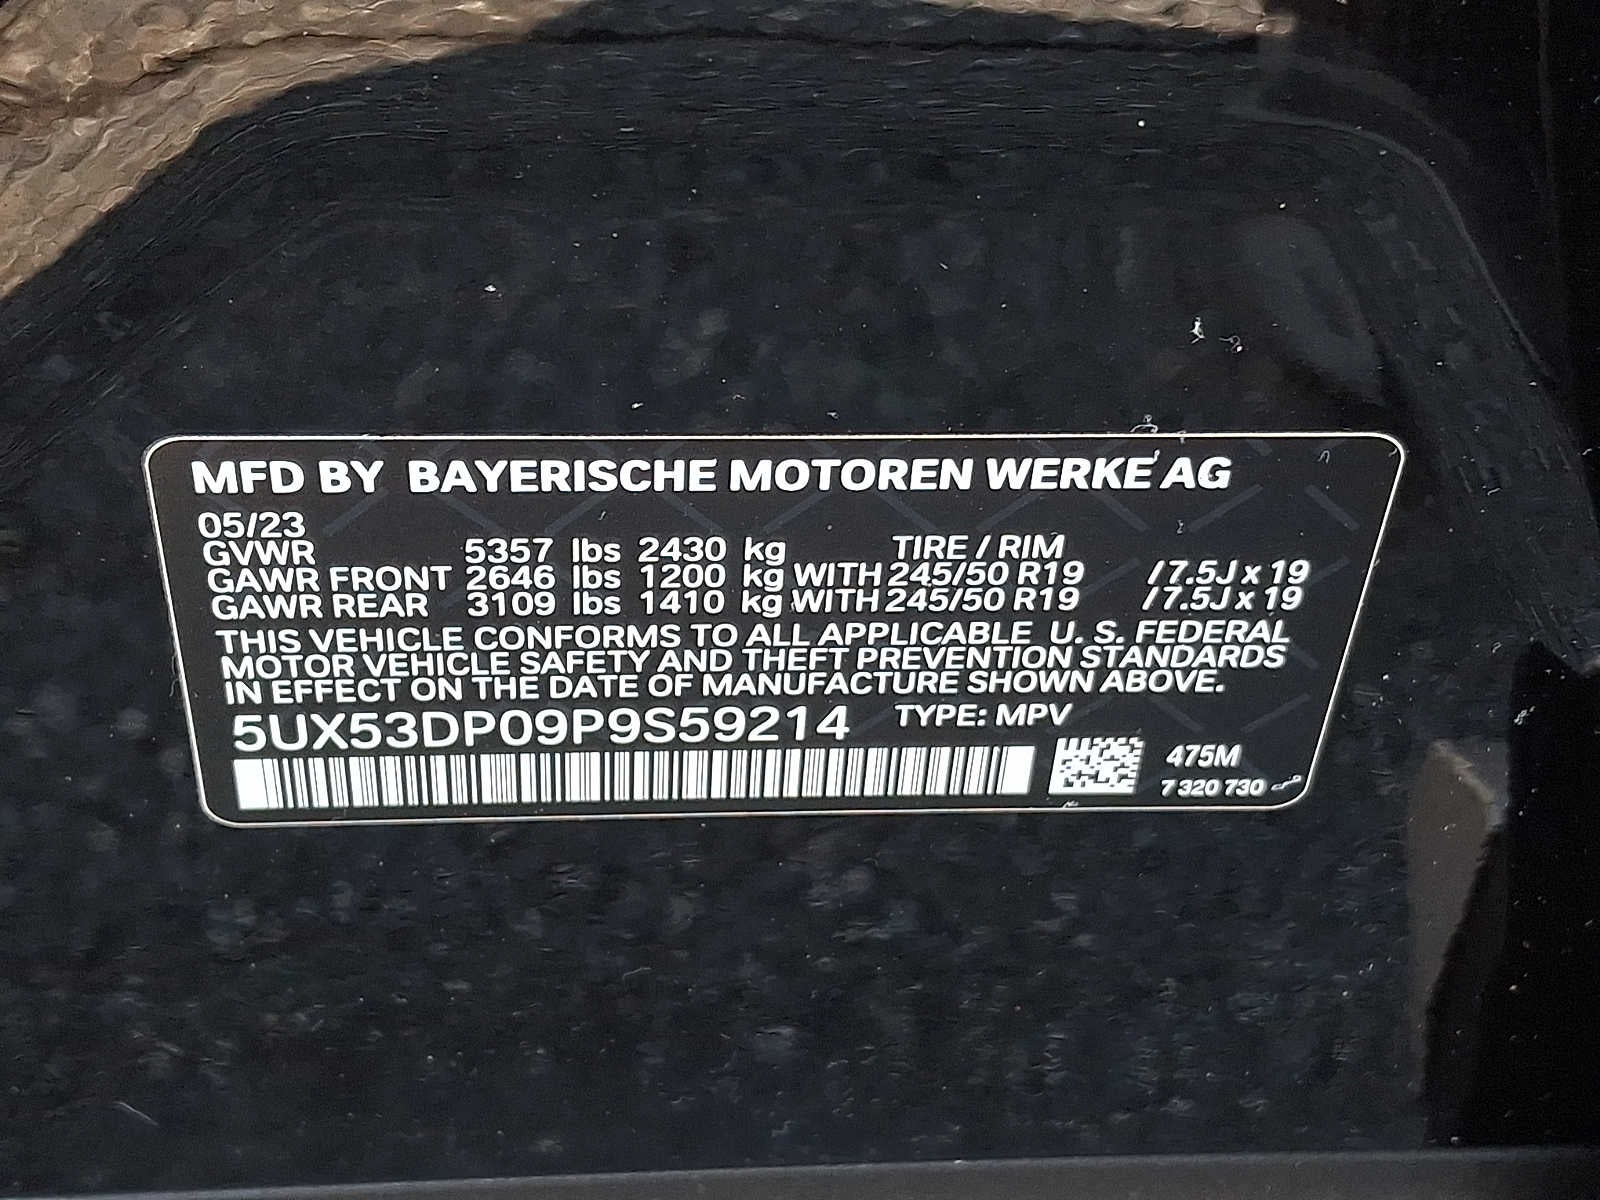 MFD BY BAYERISCHE MOTOREN WERKE AG
05/23
GVWR 5357 lbs 2430 kg TIRE / RIM
GAWR FRONT 2646 lbs 1200 kg WITH 245/50 R19 / 7.5J x 19
GAWR REAR 3109 lbs 1410 kg WITH 245/50 R19 / 7.5J x 19
THIS VEHICLE CONFORMS TO ALL APPLICABLE U. S. FEDERAL
MOTOR VEHICLE SAFETY AND THEFT PREVENTION STANDARDS
IN EFFECT ON THE DATE OF MANUFACTURE SHOWN ABOVE.
5UX53DP09P9S59214 TYPE: MPV
475M
7 320 730